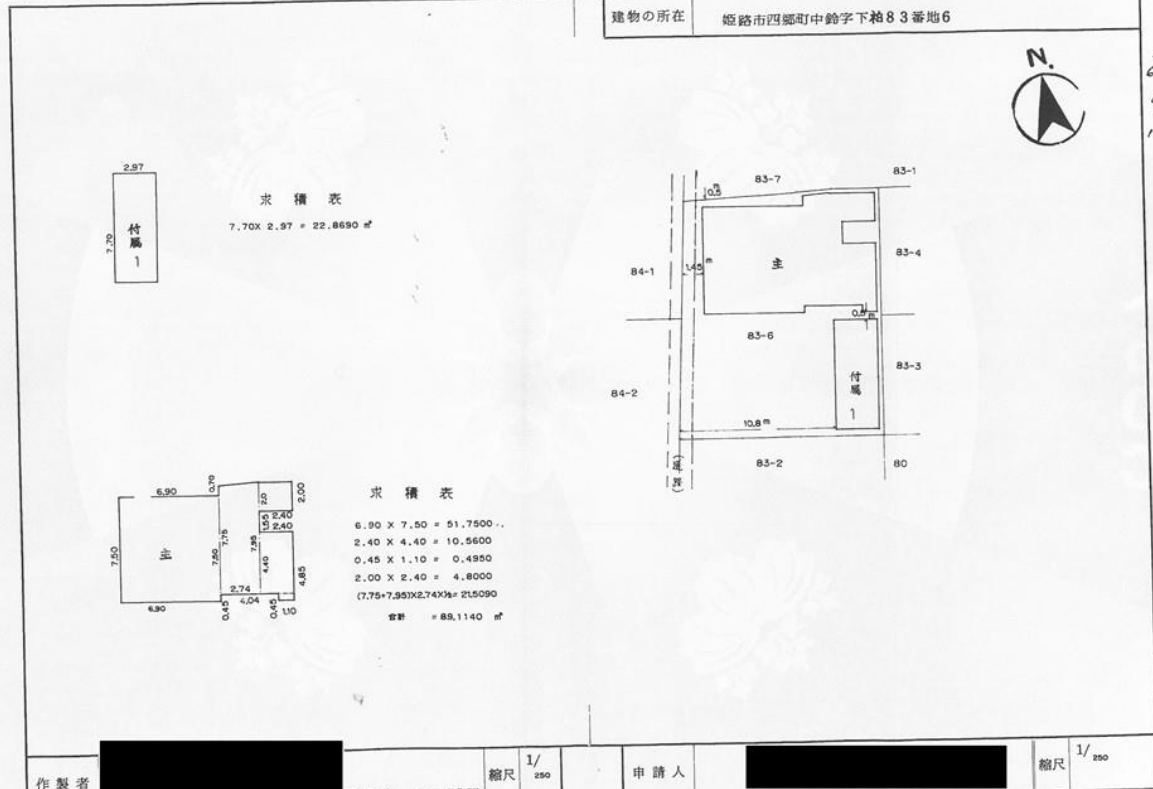 建物の所在 姫路市四郷町中鈴字下柏83番地6
N.
2.97
7.70
付属
1
求積表
7.70X 2.97 = 22.8690 ㎡
83-7
83-1
0.5m
84-1
1.45m
主
83-4
0.5m
83-6
83-3
84-2
付属
1
10.8m
83-2
80
6.90
0.70
2.0
2.00
1.55
2.40
2.40
7.50
主
7.50
7.75
7.95
4.40
4.85
2.74
4.04
6.90
0.45
0.45
1.10
求積表
6.90 X 7.50 = 51.7500
2.40 X 4.40 = 10.5600
0.45 X 1.10 = 0.4950
2.00 X 2.40 = 4.8000
(7.75+7.95)X2.74X½= 21.5090
合計 = 89.1140 ㎡
作製者
縮尺 1/250
申請人
縮尺 1/250